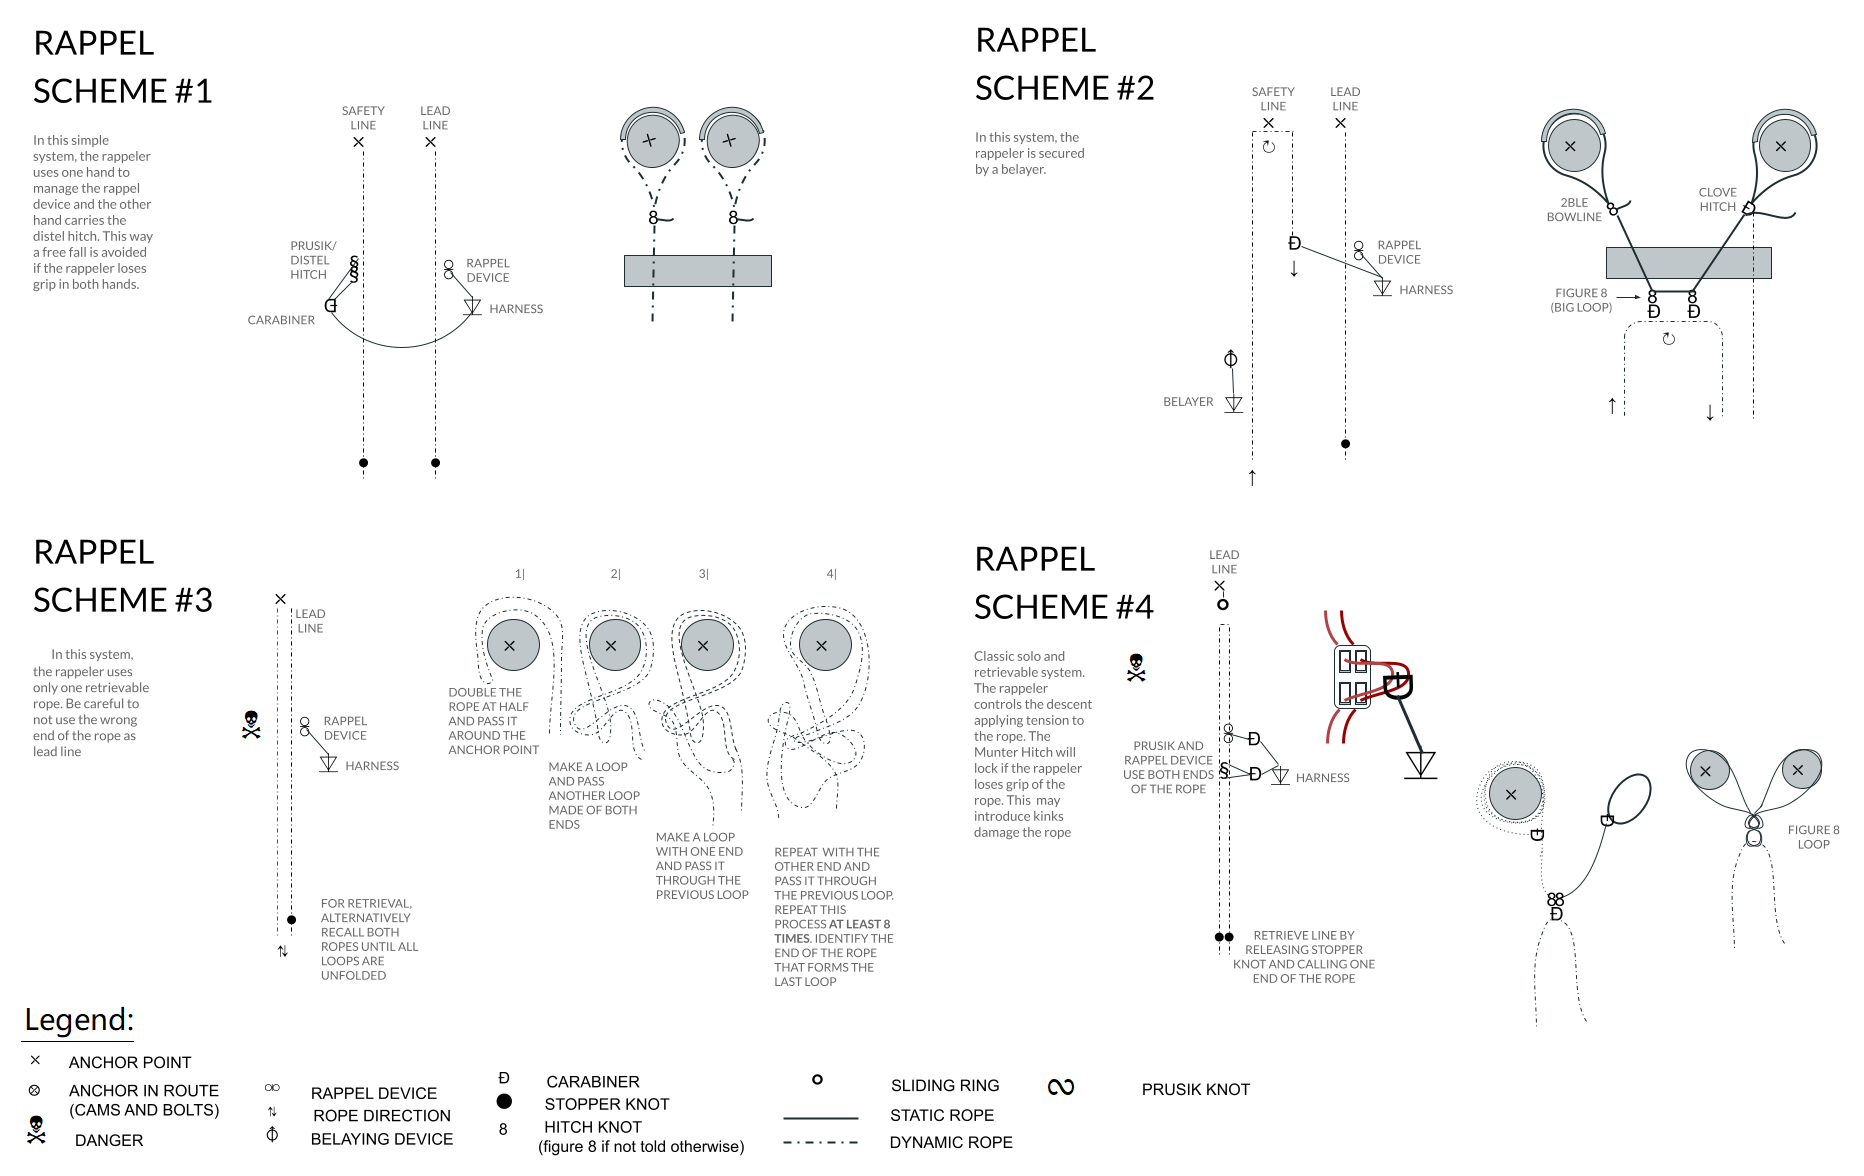 RAPPEL
SCHEME #1
In this simple
system, the rappeler
uses one hand to
manage the rappel
device and the other
hand carries the
distel hitch. This way
a free fall is avoided
if the rappeler loses
grip in both hands.
SAFETY
LINE
LEAD
LINE
PRUSIK/
DISTEL
HITCH
RAPPEL
DEVICE
HARNESS
CARABINER
RAPPEL
SCHEME #2
In this system, the
rappeler is secured
by a belayer.
SAFETY
LINE
LEAD
LINE
RAPPEL
DEVICE
HARNESS
BELAYER
2BLE
BOWLINE
CLOVE
HITCH
FIGURE 8
(BIG LOOP)
RAPPEL
SCHEME #3
In this system,
the rappeler uses
only one retrievable
rope. Be careful to
not use the wrong
end of the rope as
lead line
LEAD
LINE
RAPPEL
DEVICE
HARNESS
FOR RETRIEVAL,
ALTERNATIVELY
RECALL BOTH
ROPES UNTIL ALL
LOOPS ARE
UNFOLDED
1|
2|
3|
4|
DOUBLE THE
ROPE AT HALF
AND PASS IT
AROUND THE
ANCHOR POINT
MAKE A LOOP
AND PASS
ANOTHER LOOP
MADE OF BOTH
ENDS
MAKE A LOOP
WITH ONE END
AND PASS IT
THROUGH THE
PREVIOUS LOOP
REPEAT WITH THE
OTHER END AND
PASS IT THROUGH
THE PREVIOUS LOOP.
REPEAT THIS
PROCESS AT LEAST 8
TIMES. IDENTIFY THE
END OF THE ROPE
THAT FORMS THE
LAST LOOP
RAPPEL
SCHEME #4
Classic solo and
retrievable system.
The rappeler
controls the descent
applying tension to
the rope. The
Munter Hitch will
lock if the rappeler
loses grip of the
rope. This may
introduce kinks
damage the rope
LEAD
LINE
PRUSIK AND
RAPPEL DEVICE
USE BOTH ENDS
OF THE ROPE
HARNESS
RETRIEVE LINE BY
RELEASING STOPPER
KNOT AND CALLING ONE
END OF THE ROPE
FIGURE 8
LOOP
Legend:
ANCHOR POINT
ANCHOR IN ROUTE
(CAMS AND BOLTS)
DANGER
RAPPEL DEVICE
ROPE DIRECTION
BELAYING DEVICE
CARABINER
STOPPER KNOT
HITCH KNOT
(figure 8 if not told otherwise)
SLIDING RING
STATIC ROPE
DYNAMIC ROPE
PRUSIK KNOT